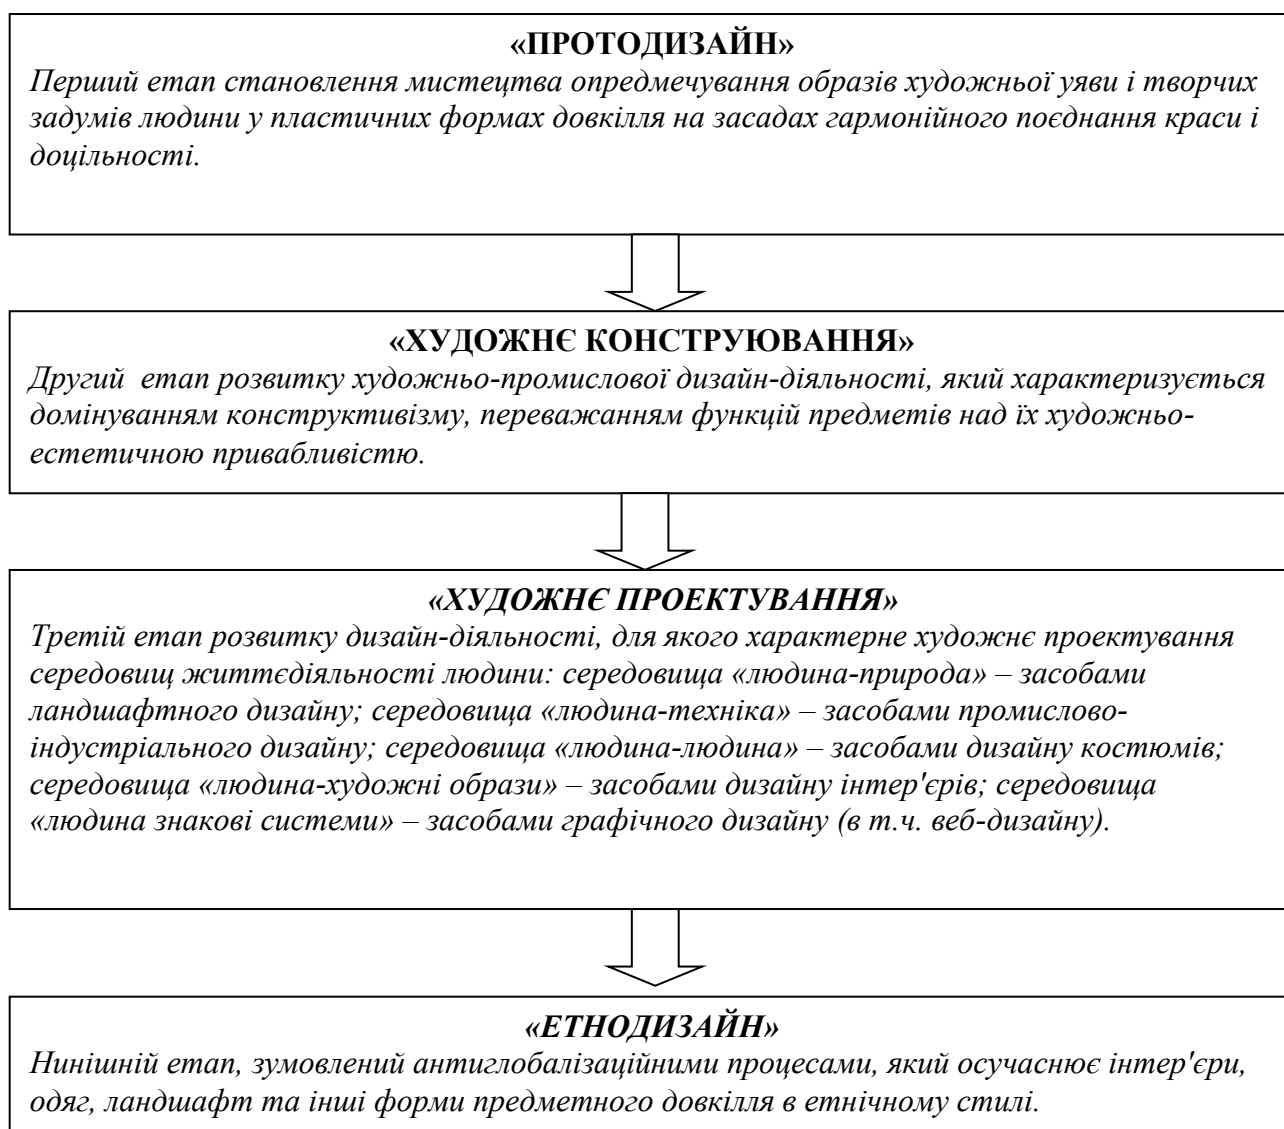 «ПРОТОДИЗАЙН»
Перший етап становлення мистецтва опредмечування образів художньої уяви і творчих
задумів людини у пластичних формах довкілля на засадах гармонійного поєднання краси і
доцільності.
«ХУДОЖНЄ КОНСТРУЮВАННЯ»
Другий етап розвитку художньо-промислової дизайн-діяльності, який характеризується
домінуванням конструктивізму, переважанням функцій предметів над їх художньо-
естетичною привабливістю.
«ХУДОЖНЄ ПРОЕКТУВАННЯ»
Третій етап розвитку дизайн-діяльності, для якого характерне художнє проектування
середовищ життєдіяльності людини: середовища «людина-природа» – засобами
ландшафтного дизайну; середовища «людина-техніка» – засобами промислово-
індустріального дизайну; середовища «людина-людина» – засобами дизайну костюмів;
середовища «людина-художні образи» – засобами дизайну інтер'єрів; середовища
«людина знакові системи» – засобами графічного дизайну (в т.ч. веб-дизайну).
«ЕТНОДИЗАЙН»
Нинішній етап, зумовлений антиглобалізаційними процесами, який осучаснює інтер'єри,
одяг, ландшафт та інші форми предметного довкілля в етнічному стилі.